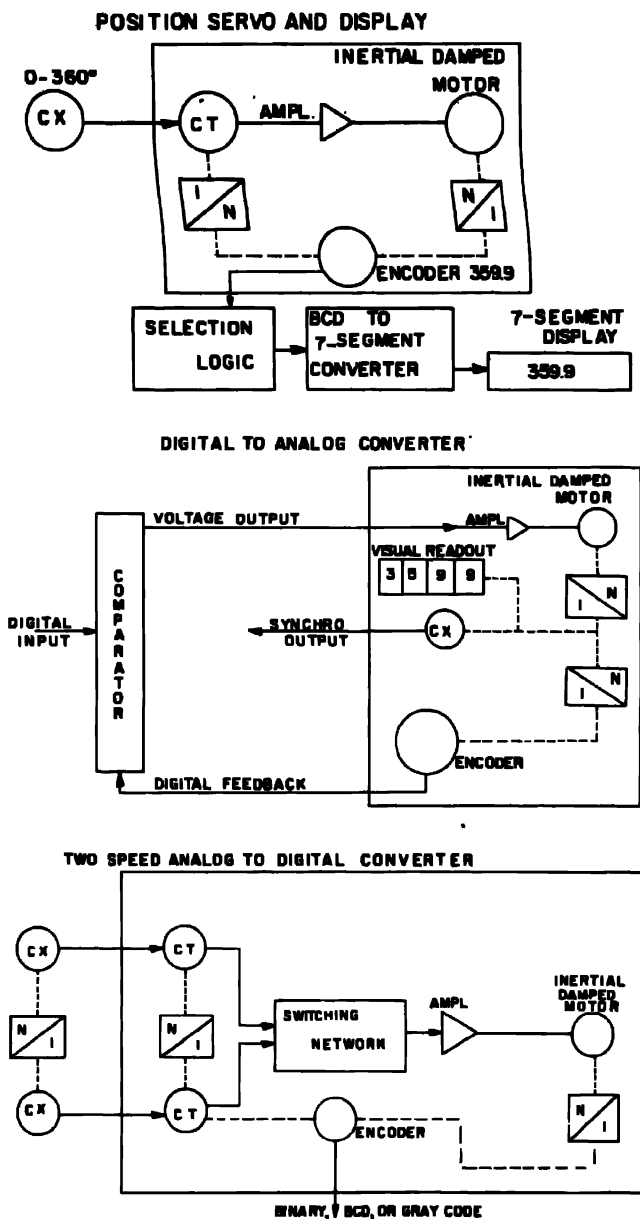 POSITION SERVO AND DISPLAY
INERTIAL DAMPED
MOTOR
0-360°
CX
CT
AMPL.
I
N
N
I
ENCODER 359.9
SELECTION
LOGIC
BCD TO
7-SEGMENT
CONVERTER
7-SEGMENT
DISPLAY
359.9
DIGITAL TO ANALOG CONVERTER
INERTIAL DAMPED
MOTOR
VOLTAGE OUTPUT
AMPL
VISUAL READOUT
3 5 9 9
I
N
COMPARATOR
DIGITAL
INPUT
SYNCHRO
OUTPUT
CX
I
N
ENCODER
DIGITAL FEEDBACK
TWO SPEED ANALOG TO DIGITAL CONVERTER
CX
CT
INERTIAL
DAMPED
MOTOR
AMPL
SWITCHING
NETWORK
N
I
N
I
CX
CT
ENCODER
N
I
BINARY, BCD, OR GRAY CODE